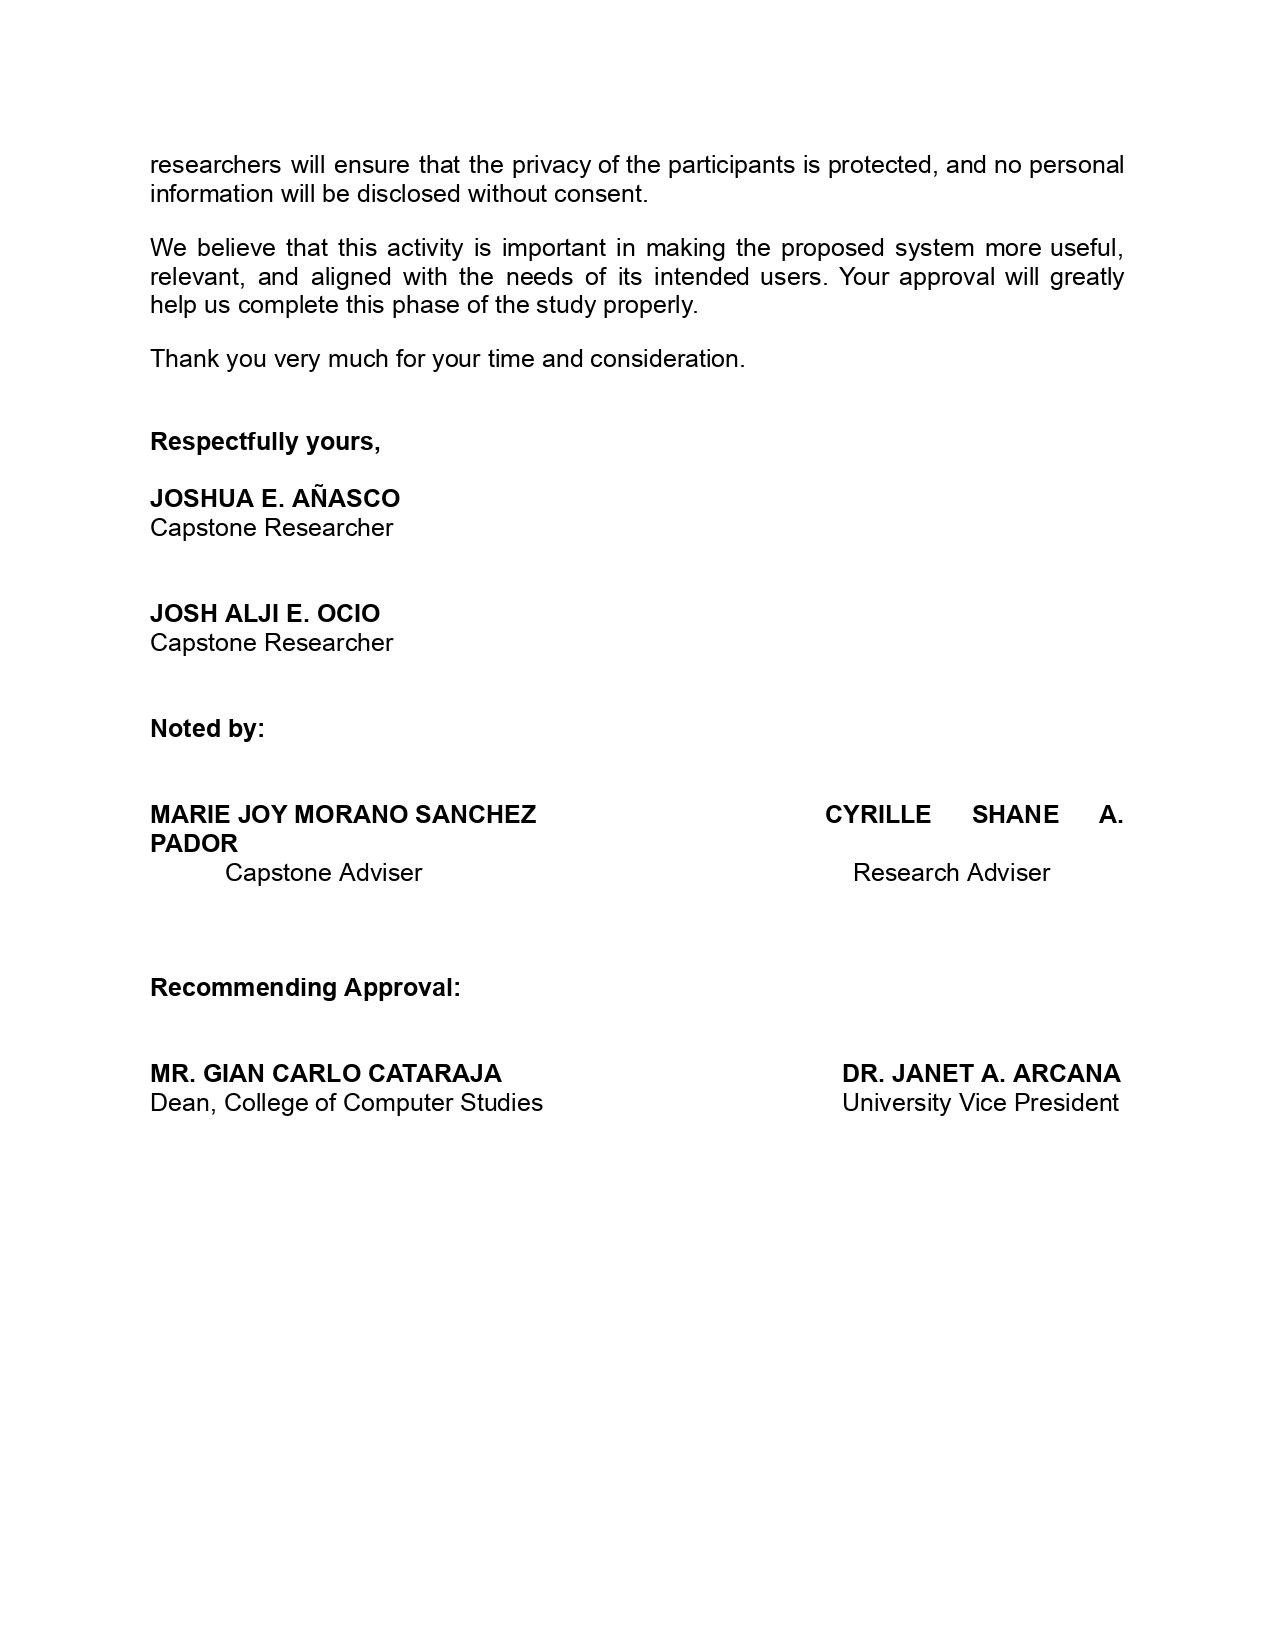 researchers will ensure that the privacy of the participants is protected, and no personal
information will be disclosed without consent.
We believe that this activity is important in making the proposed system more useful,
relevant, and aligned with the needs of its intended users. Your approval will greatly
help us complete this phase of the study properly.
Thank you very much for your time and consideration.
Respectfully yours,
JOSHUA E. AÑASCO
Capstone Researcher
JOSH ALJI E. OCIO
Capstone Researcher
Noted by:
MARIE JOY MORANO SANCHEZ CYRILLE SHANE A.
PADOR
Capstone Adviser Research Adviser
Recommending Approval:
MR. GIAN CARLO CATARAJA DR. JANET A. ARCANA
Dean, College of Computer Studies University Vice President